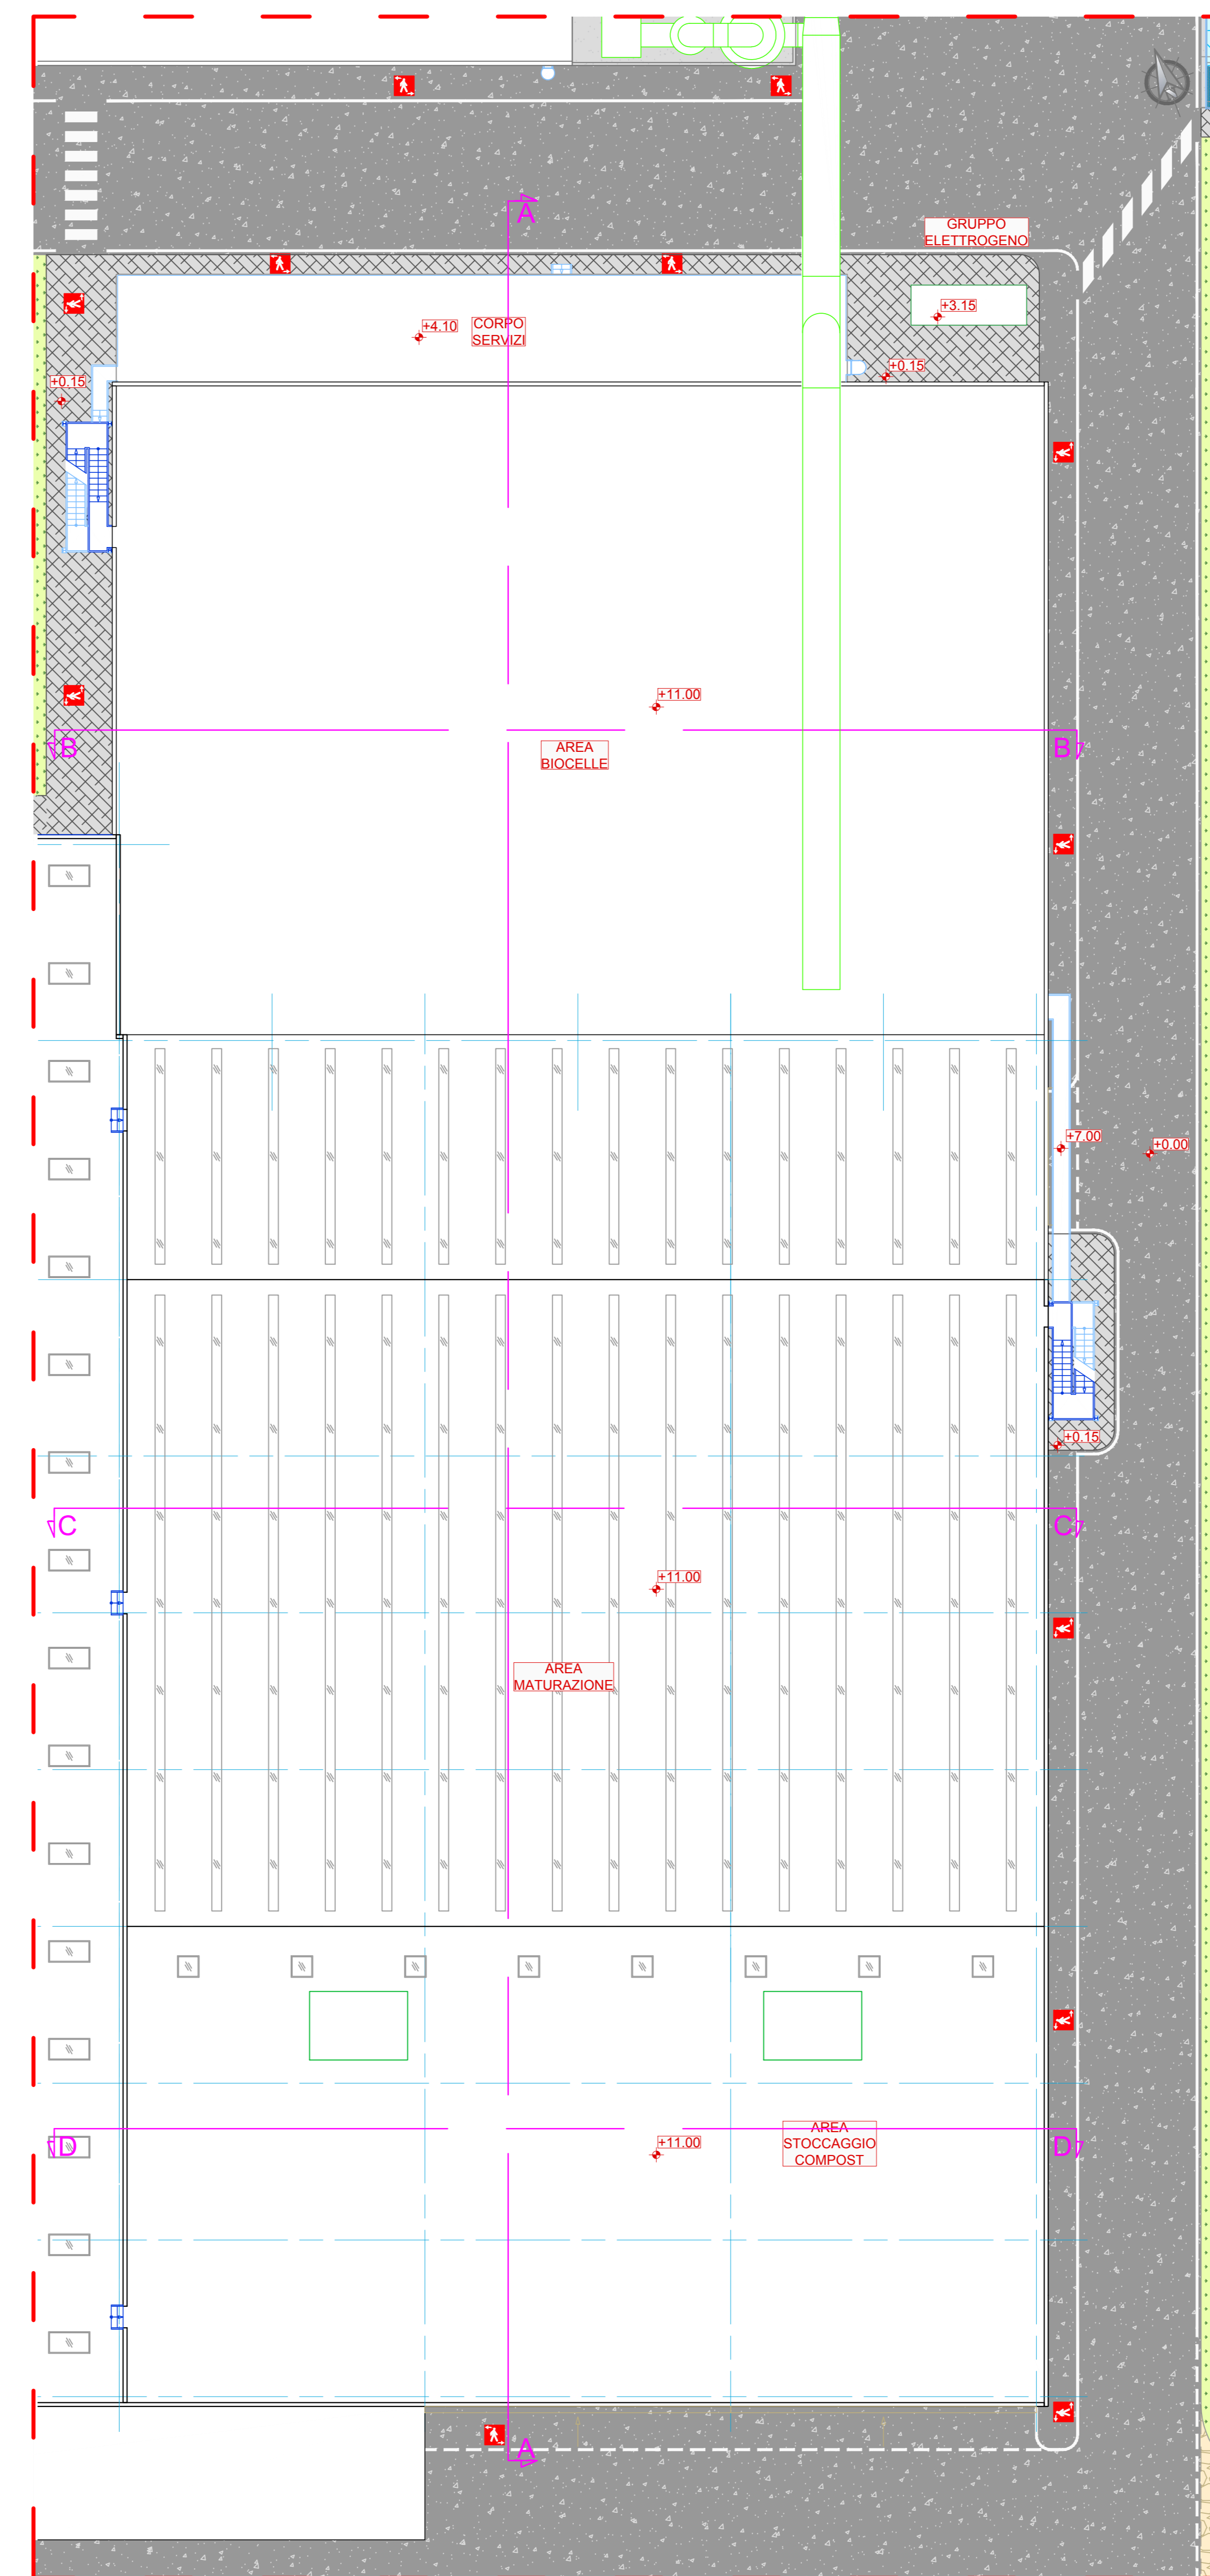 A
GRUPPO
ELETTROGENO
+3.15
+4.10
CORPO
SERVIZI
+0.15
+0.15
+11.00
B
B
AREA
BIOCELLE
+7.00
+0.00
+0.15
C
C
+11.00
AREA
MATURAZIONE
AREA
STOCCAGGIO
COMPOST
+11.00
D
D
A